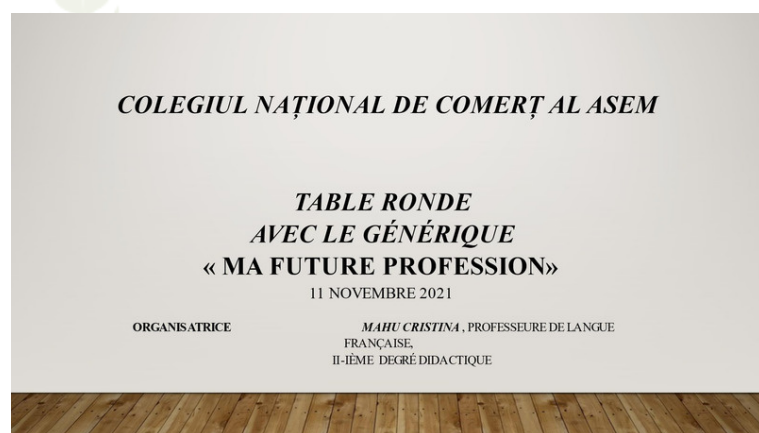 COLEGIUL NAȚIONAL DE COMERȚ AL ASEM
TABLE RONDE
AVEC LE GÉNÉRIQUE
« MA FUTURE PROFESSION»
11 NOVEMBRE 2021
ORGANISATRICE MAHU CRISTINA , PROFESSEURE DE LANGUE
FRANÇAISE,
II-IÈME DEGRÉ DIDACTIQUE